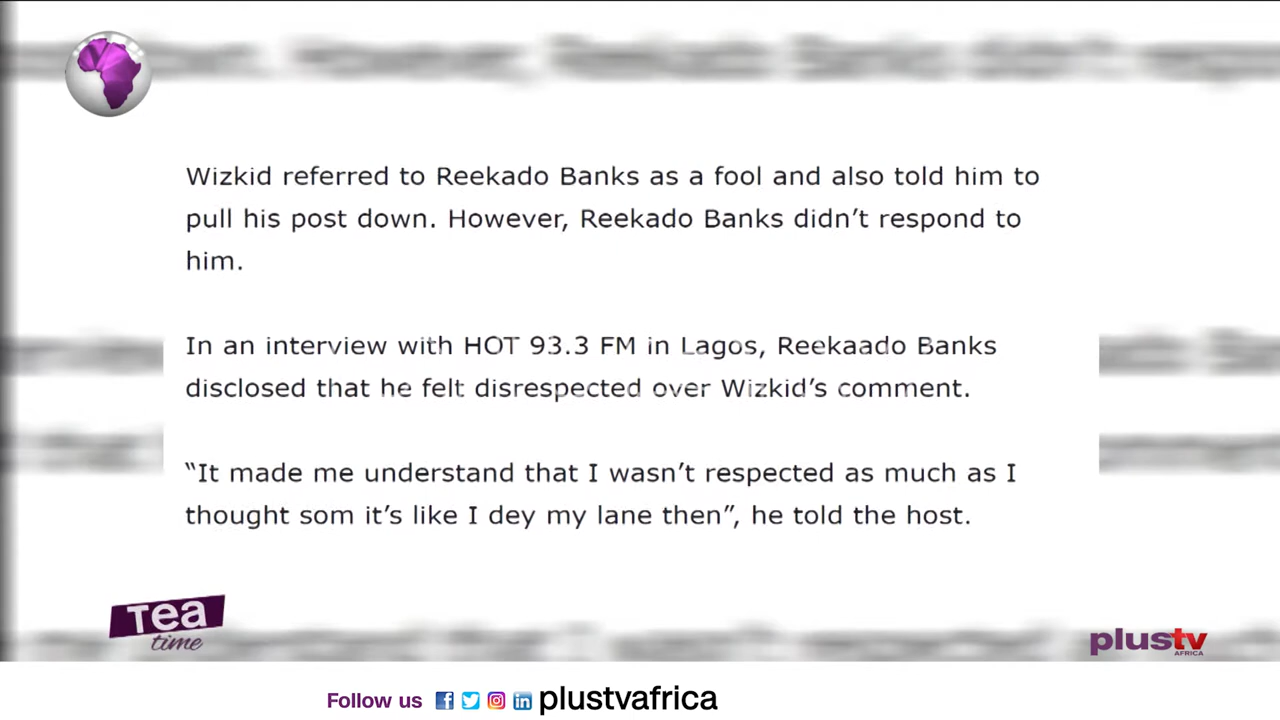 Wizkid referred to Reekado Banks as a fool and also told him to
pull his post down. However, Reekado Banks didn’t respond to
him.
In an interview with HOT 93.3 FM in Lagos, Reekaado Banks
disclosed that he felt disrespected over Wizkid’s comment.
“It made me understand that I wasn’t respected as much as I
thought som it’s like I dey my lane then”, he told the host.
Tea
time
plustv
AFRICA
Follow us plustvafrica